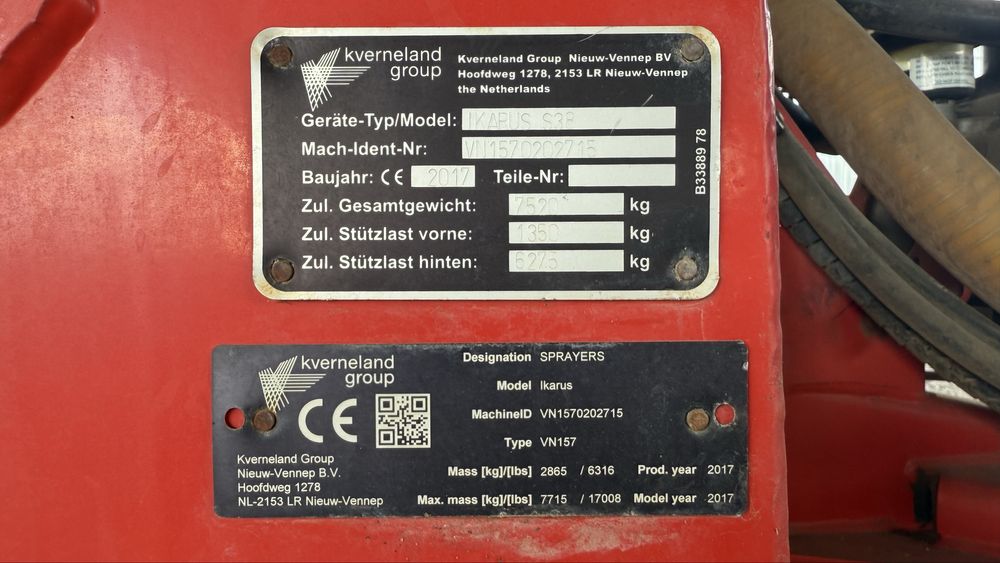 kverneland
group
Kverneland Group Nieuw-Vennep BV
Hoofdweg 1278, 2153 LR Nieuw-Vennep
the Netherlands
Geräte-Typ/Model: IKARUS S38
Mach-Ident-Nr: VN1570202715
Baujahr: CE 2017 Teile-Nr:
Zul. Gesamtgewicht: 7520 kg
Zul. Stützlast vorne: 1350 kg
Zul. Stützlast hinten: 6275 kg
B33889 78
kverneland
group
CE
Kverneland Group
Nieuw-Vennep B.V.
Hoofdweg 1278
NL-2153 LR Nieuw-Vennep
Designation SPRAYERS
Model Ikarus
MachineID VN1570202715
Type VN157
Mass [kg]/[lbs] 2865 / 6316 Prod. year 2017
Max. mass [kg]/[lbs] 7715 / 17008 Model year 2017